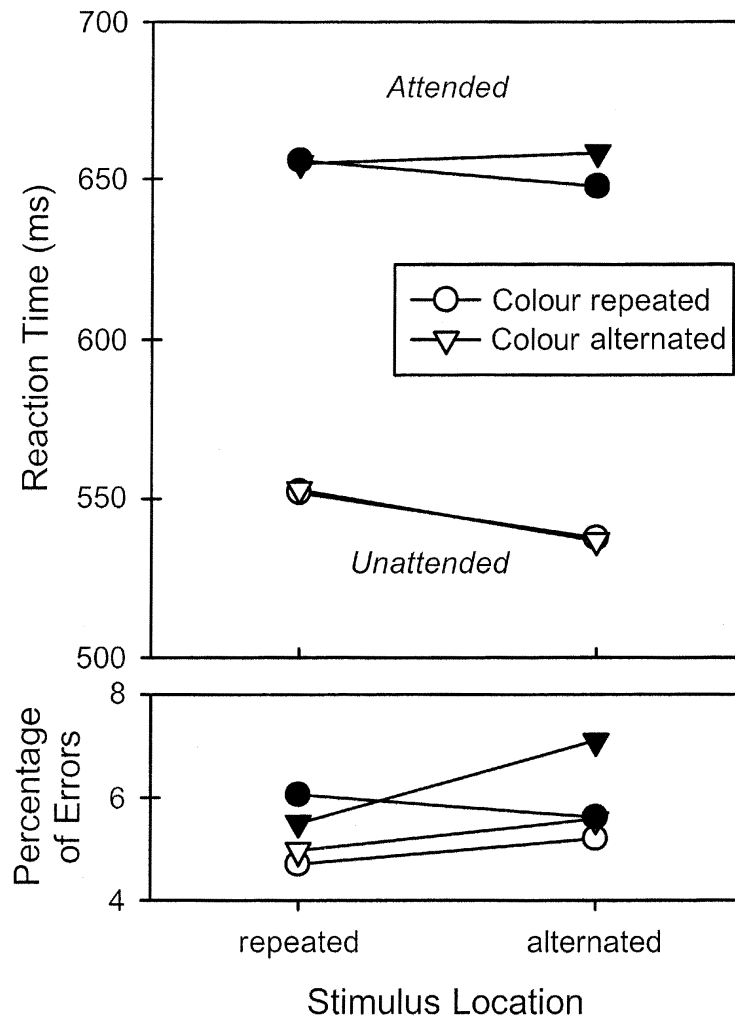 700
Attended
650
Reaction Time (ms)
Colour repeated
600
Colour alternated
550
Unattended
500
8
Percentage
of Errors
6
4
repeated alternated
Stimulus Location